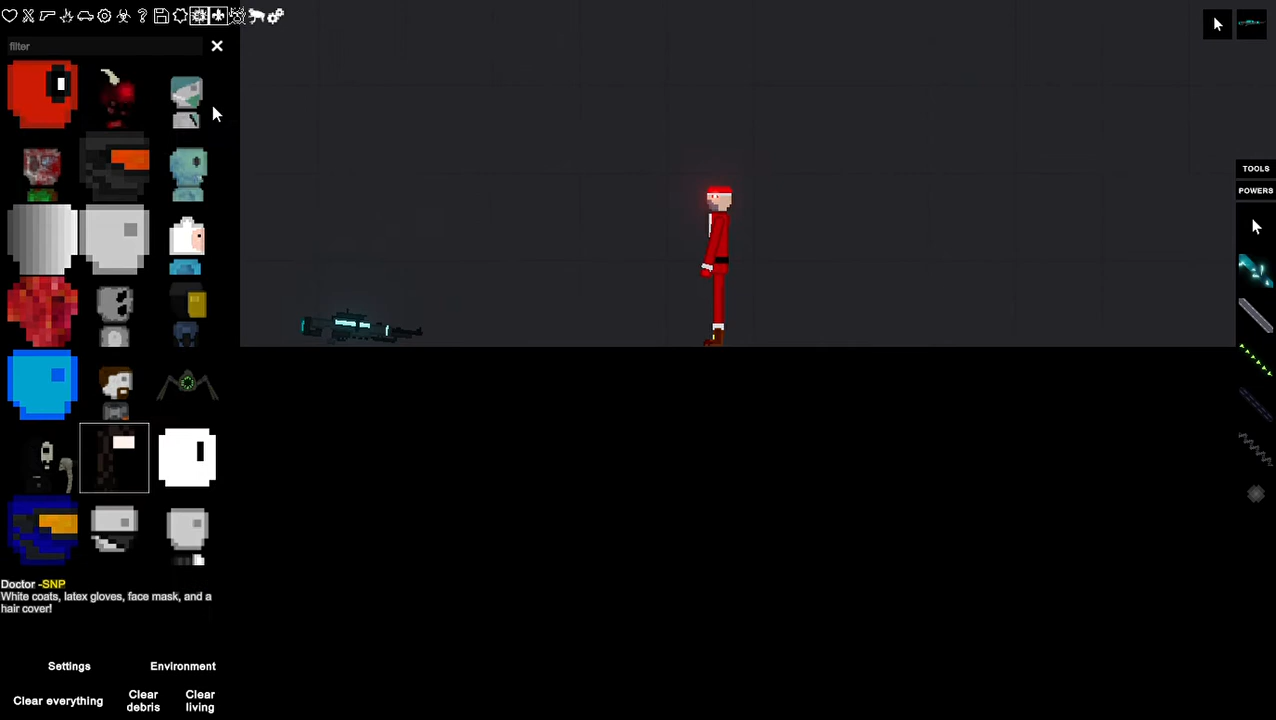 filter
TOOLS
POWERS
Doctor -SNP
White coats, latex gloves, face mask, and a
hair cover!
Settings
Environment
Clear everything
Clear
debris
Clear
living